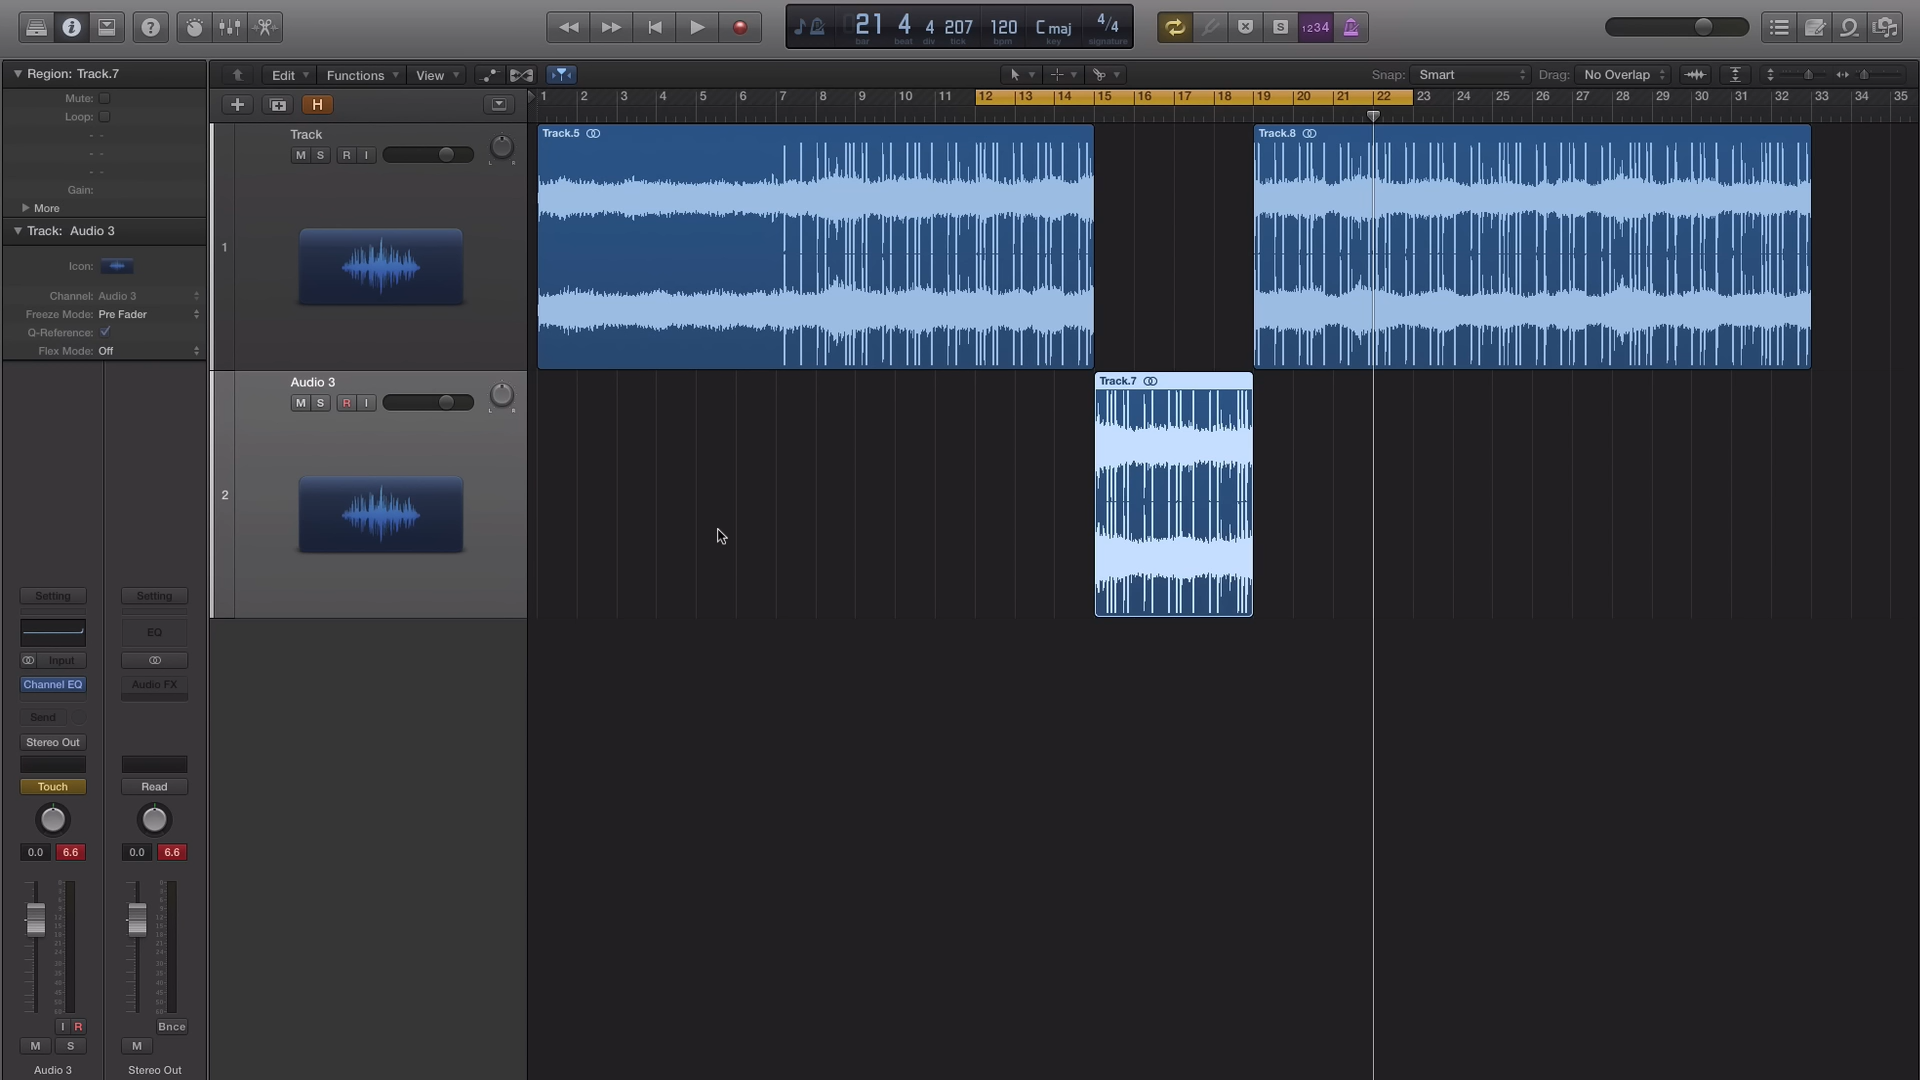 21 4 4 207 120 C maj 4/4
bar beat div tick bpm key signature
S 1234
Region: Track.7
Edit Functions View
Snap: Smart Drag: No Overlap
Mute:
Loop:
- -
- -
- -
Gain:
More
Track: Audio 3
Icon:
Channel: Audio 3
Freeze Mode: Pre Fader
Q-Reference:
Flex Mode: Off
H
1 2 3 4 5 6 7 8 9 10 11 12 13 14 15 16 17 18 19 20 21 22 23 24 25 26 27 28 29 30 31 32 33 34 35
1
Track
M S R I
L R
Track.5
Track.8
2
Audio 3
M S R I
L R
Track.7
Setting Setting
EQ
Input
Channel EQ Audio FX
Send
Stereo Out
Touch Read
0.0 6.6 0.0 6.6
I R Bnce
M S M
Audio 3 Stereo Out